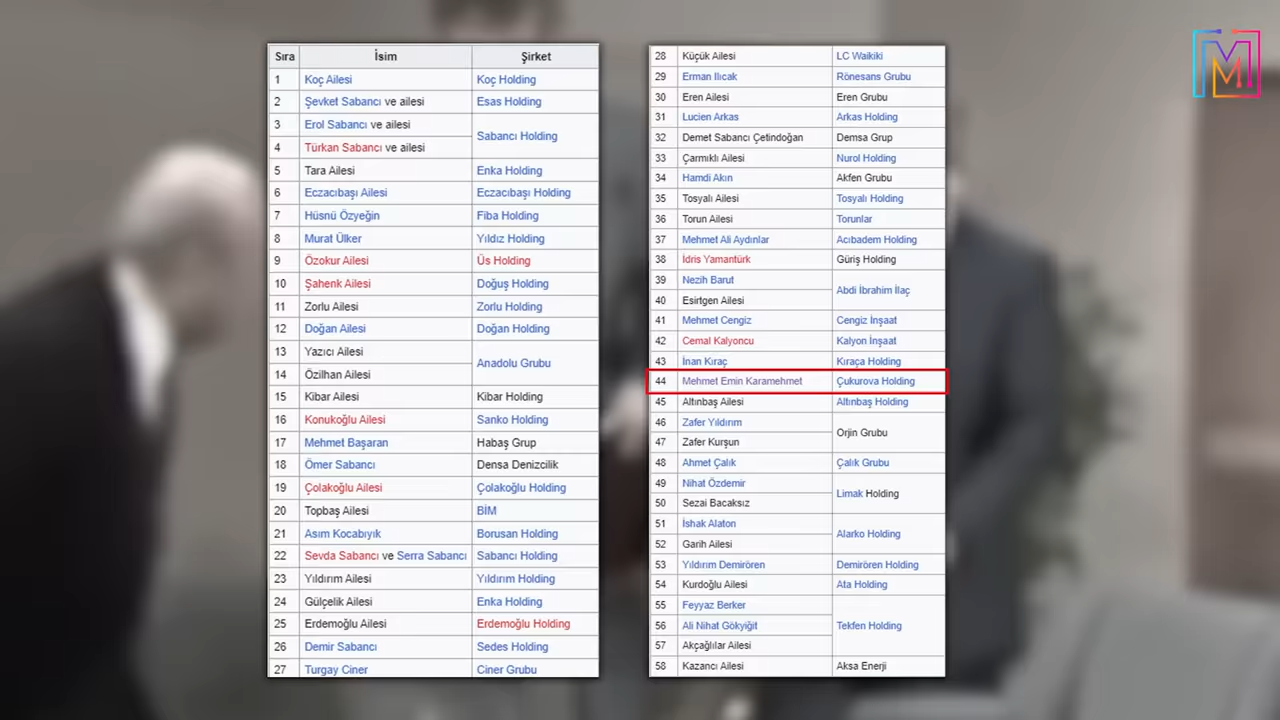 Sıra İsim Şirket
1 Koç Ailesi Koç Holding
2 Şevket Sabancı ve ailesi Esas Holding
3 Erol Sabancı ve ailesi Sabancı Holding
4 Türkan Sabancı ve ailesi
5 Tara Ailesi Enka Holding
6 Eczacıbaşı Ailesi Eczacıbaşı Holding
7 Hüsnü Özyeğin Fiba Holding
8 Murat Ülker Yıldız Holding
9 Özokur Ailesi Üs Holding
10 Şahenk Ailesi Doğuş Holding
11 Zorlu Ailesi Zorlu Holding
12 Doğan Ailesi Doğan Holding
13 Yazıcı Ailesi Anadolu Grubu
14 Özilhan Ailesi
15 Kibar Ailesi Kibar Holding
16 Konukoğlu Ailesi Sanko Holding
17 Mehmet Başaran Habaş Grup
18 Ömer Sabancı Densa Denizcilik
19 Çolakoğlu Ailesi Çolakoğlu Holding
20 Topbaş Ailesi BİM
21 Asım Kocabıyık Borusan Holding
22 Sevda Sabancı ve Serra Sabancı Sabancı Holding
23 Yıldırım Ailesi Yıldırım Holding
24 Gülçelik Ailesi Enka Holding
25 Erdemoğlu Ailesi Erdemoğlu Holding
26 Demir Sabancı Sedes Holding
27 Turgay Ciner Ciner Grubu
28 Küçük Ailesi LC Waikiki
29 Erman Ilıcak Rönesans Grubu
30 Eren Ailesi Eren Grubu
31 Lucien Arkas Arkas Holding
32 Demet Sabancı Çetindoğan Demsa Grup
33 Çarmıklı Ailesi Nurol Holding
34 Hamdi Akın Akfen Grubu
35 Tosyalı Ailesi Tosyalı Holding
36 Torun Ailesi Torunlar
37 Mehmet Ali Aydınlar Acıbadem Holding
38 İdris Yamantürk Güriş Holding
39 Nezih Barut Abdi İbrahim İlaç
40 Esirtgen Ailesi
41 Mehmet Cengiz Cengiz İnşaat
42 Cemal Kalyoncu Kalyon İnşaat
43 İnan Kıraç Kıraça Holding
44 Mehmet Emin Karamehmet Çukurova Holding
45 Altınbaş Ailesi Altınbaş Holding
46 Zafer Yıldırım Orjin Grubu
47 Zafer Kurşun
48 Ahmet Çalık Çalık Grubu
49 Nihat Özdemir Limak Holding
50 Sezai Bacaksız
51 İshak Alaton Alarko Holding
52 Garih Ailesi
53 Yıldırım Demirören Demirören Holding
54 Kurdoğlu Ailesi Ata Holding
55 Feyyaz Berker Tekfen Holding
56 Ali Nihat Gökyiğit
57 Akçağlılar Ailesi
58 Kazancı Ailesi Aksa Enerji